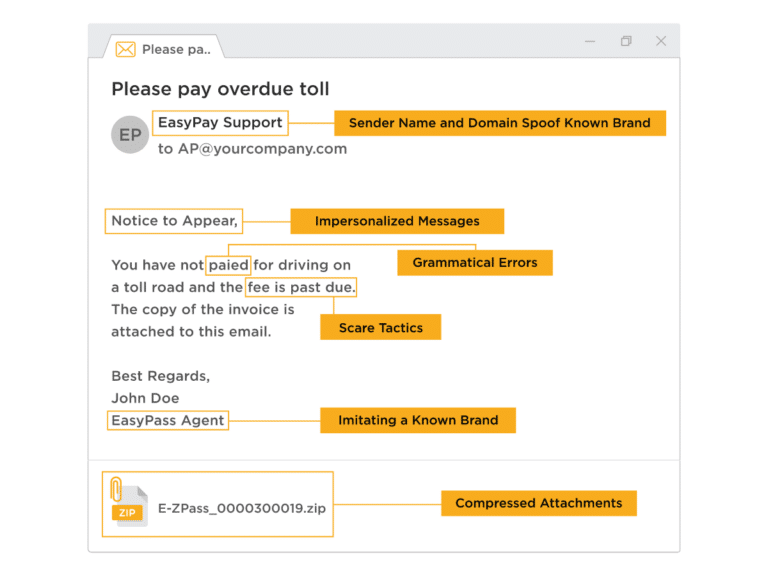 Please pa..
Please pay overdue toll
EP
EasyPay Support
Sender Name and Domain Spoof Known Brand
to AP@yourcompany.com
Notice to Appear,
Impersonalized Messages
You have not paied for driving on
Grammatical Errors
a toll road and the fee is past due.
The copy of the invoice is
attached to this email.
Scare Tactics
Best Regards,
John Doe
EasyPass Agent
Imitating a Known Brand
ZIP
E-ZPass_0000300019.zip
Compressed Attachments